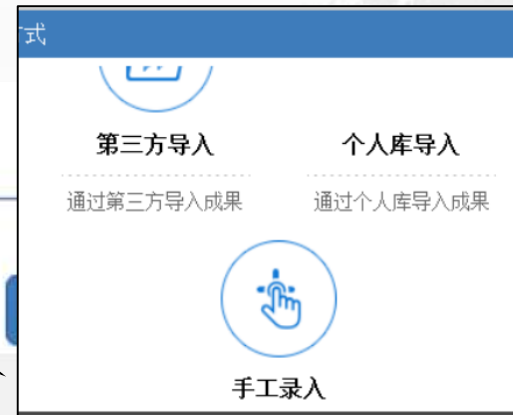 式
第三方导入
个人库导入
通过第三方导入成果
通过个人库导入成果
手工录入